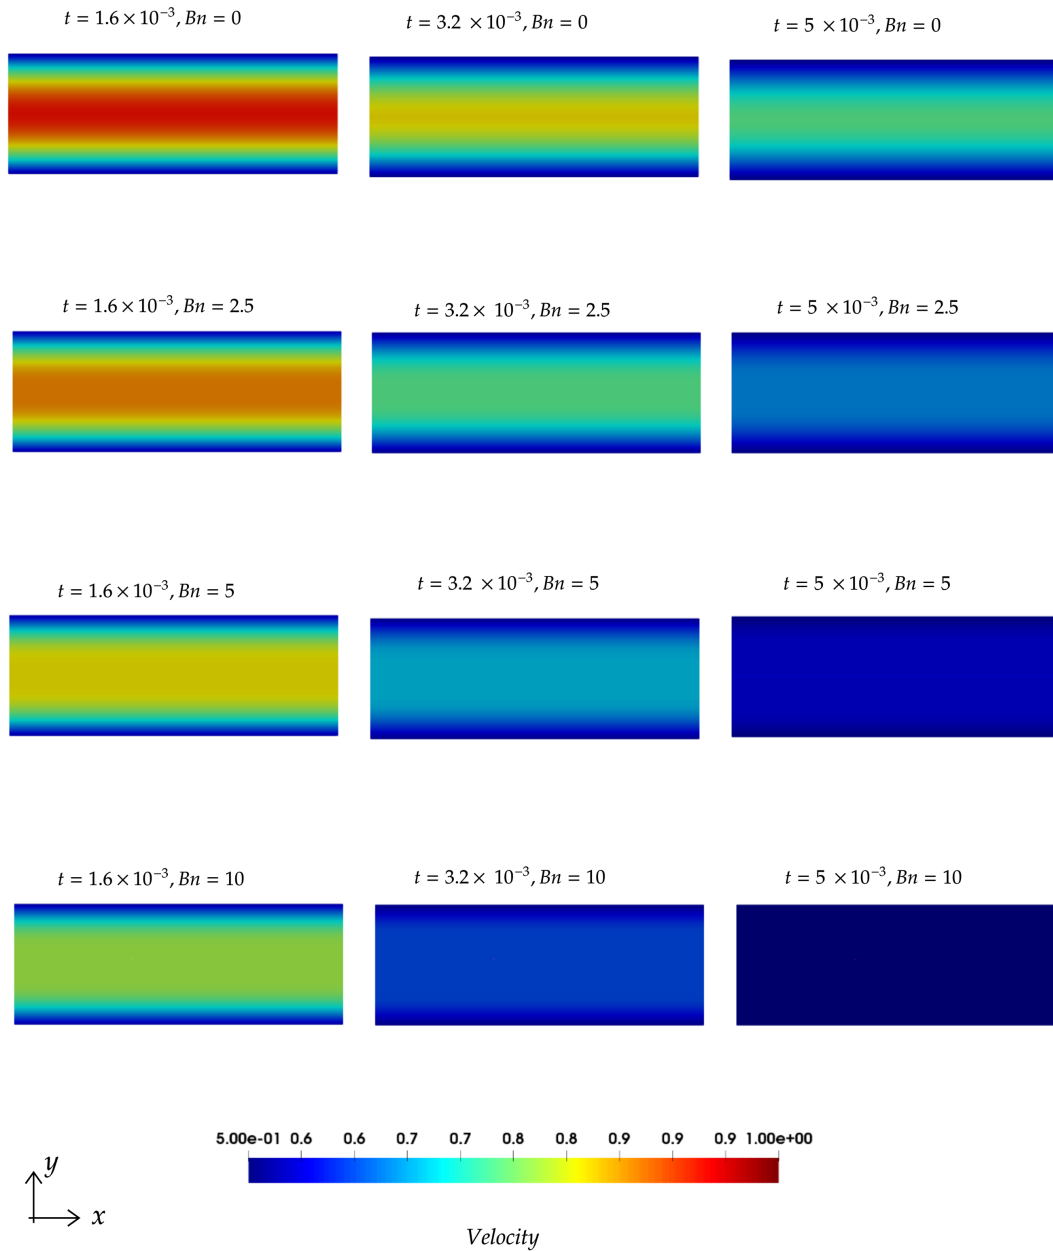 t = 1.6 × 10⁻³, Bn = 0
t = 3.2 × 10⁻³, Bn = 0
t = 5 × 10⁻³, Bn = 0
t = 1.6 × 10⁻³, Bn = 2.5
t = 3.2 × 10⁻³, Bn = 2.5
t = 5 × 10⁻³, Bn = 2.5
t = 1.6 × 10⁻³, Bn = 5
t = 3.2 × 10⁻³, Bn = 5
t = 5 × 10⁻³, Bn = 5
t = 1.6 × 10⁻³, Bn = 10
t = 3.2 × 10⁻³, Bn = 10
t = 5 × 10⁻³, Bn = 10
5.00e-01 0.6 0.6 0.7 0.7 0.8 0.8 0.9 0.9 0.9 1.00e+00
y
x
Velocity